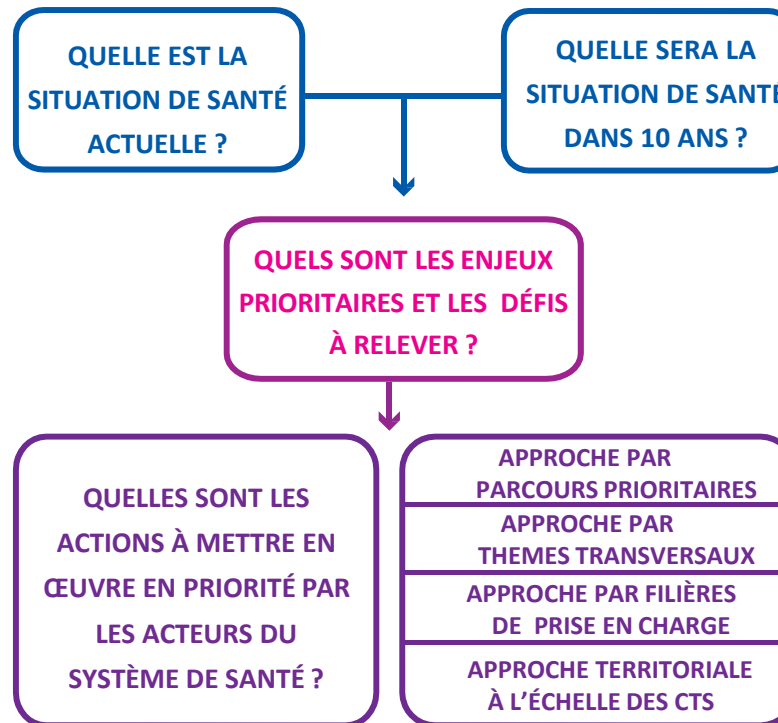 QUELLE EST LA
SITUATION DE SANTÉ
ACTUELLE ?
QUELLE SERA LA
SITUATION DE SANTÉ
DANS 10 ANS ?
QUELS SONT LES ENJEUX
PRIORITAIRES ET LES DÉFIS
À RELEVER ?
QUELLES SONT LES
ACTIONS À METTRE EN
ŒUVRE EN PRIORITÉ PAR
LES ACTEURS DU
SYSTÈME DE SANTÉ ?
APPROCHE PAR
PARCOURS PRIORITAIRES
APPROCHE PAR
THEMES TRANSVERSAUX
APPROCHE PAR FILIÈRES
DE PRISE EN CHARGE
APPROCHE TERRITORIALE
À L’ÉCHELLE DES CTS